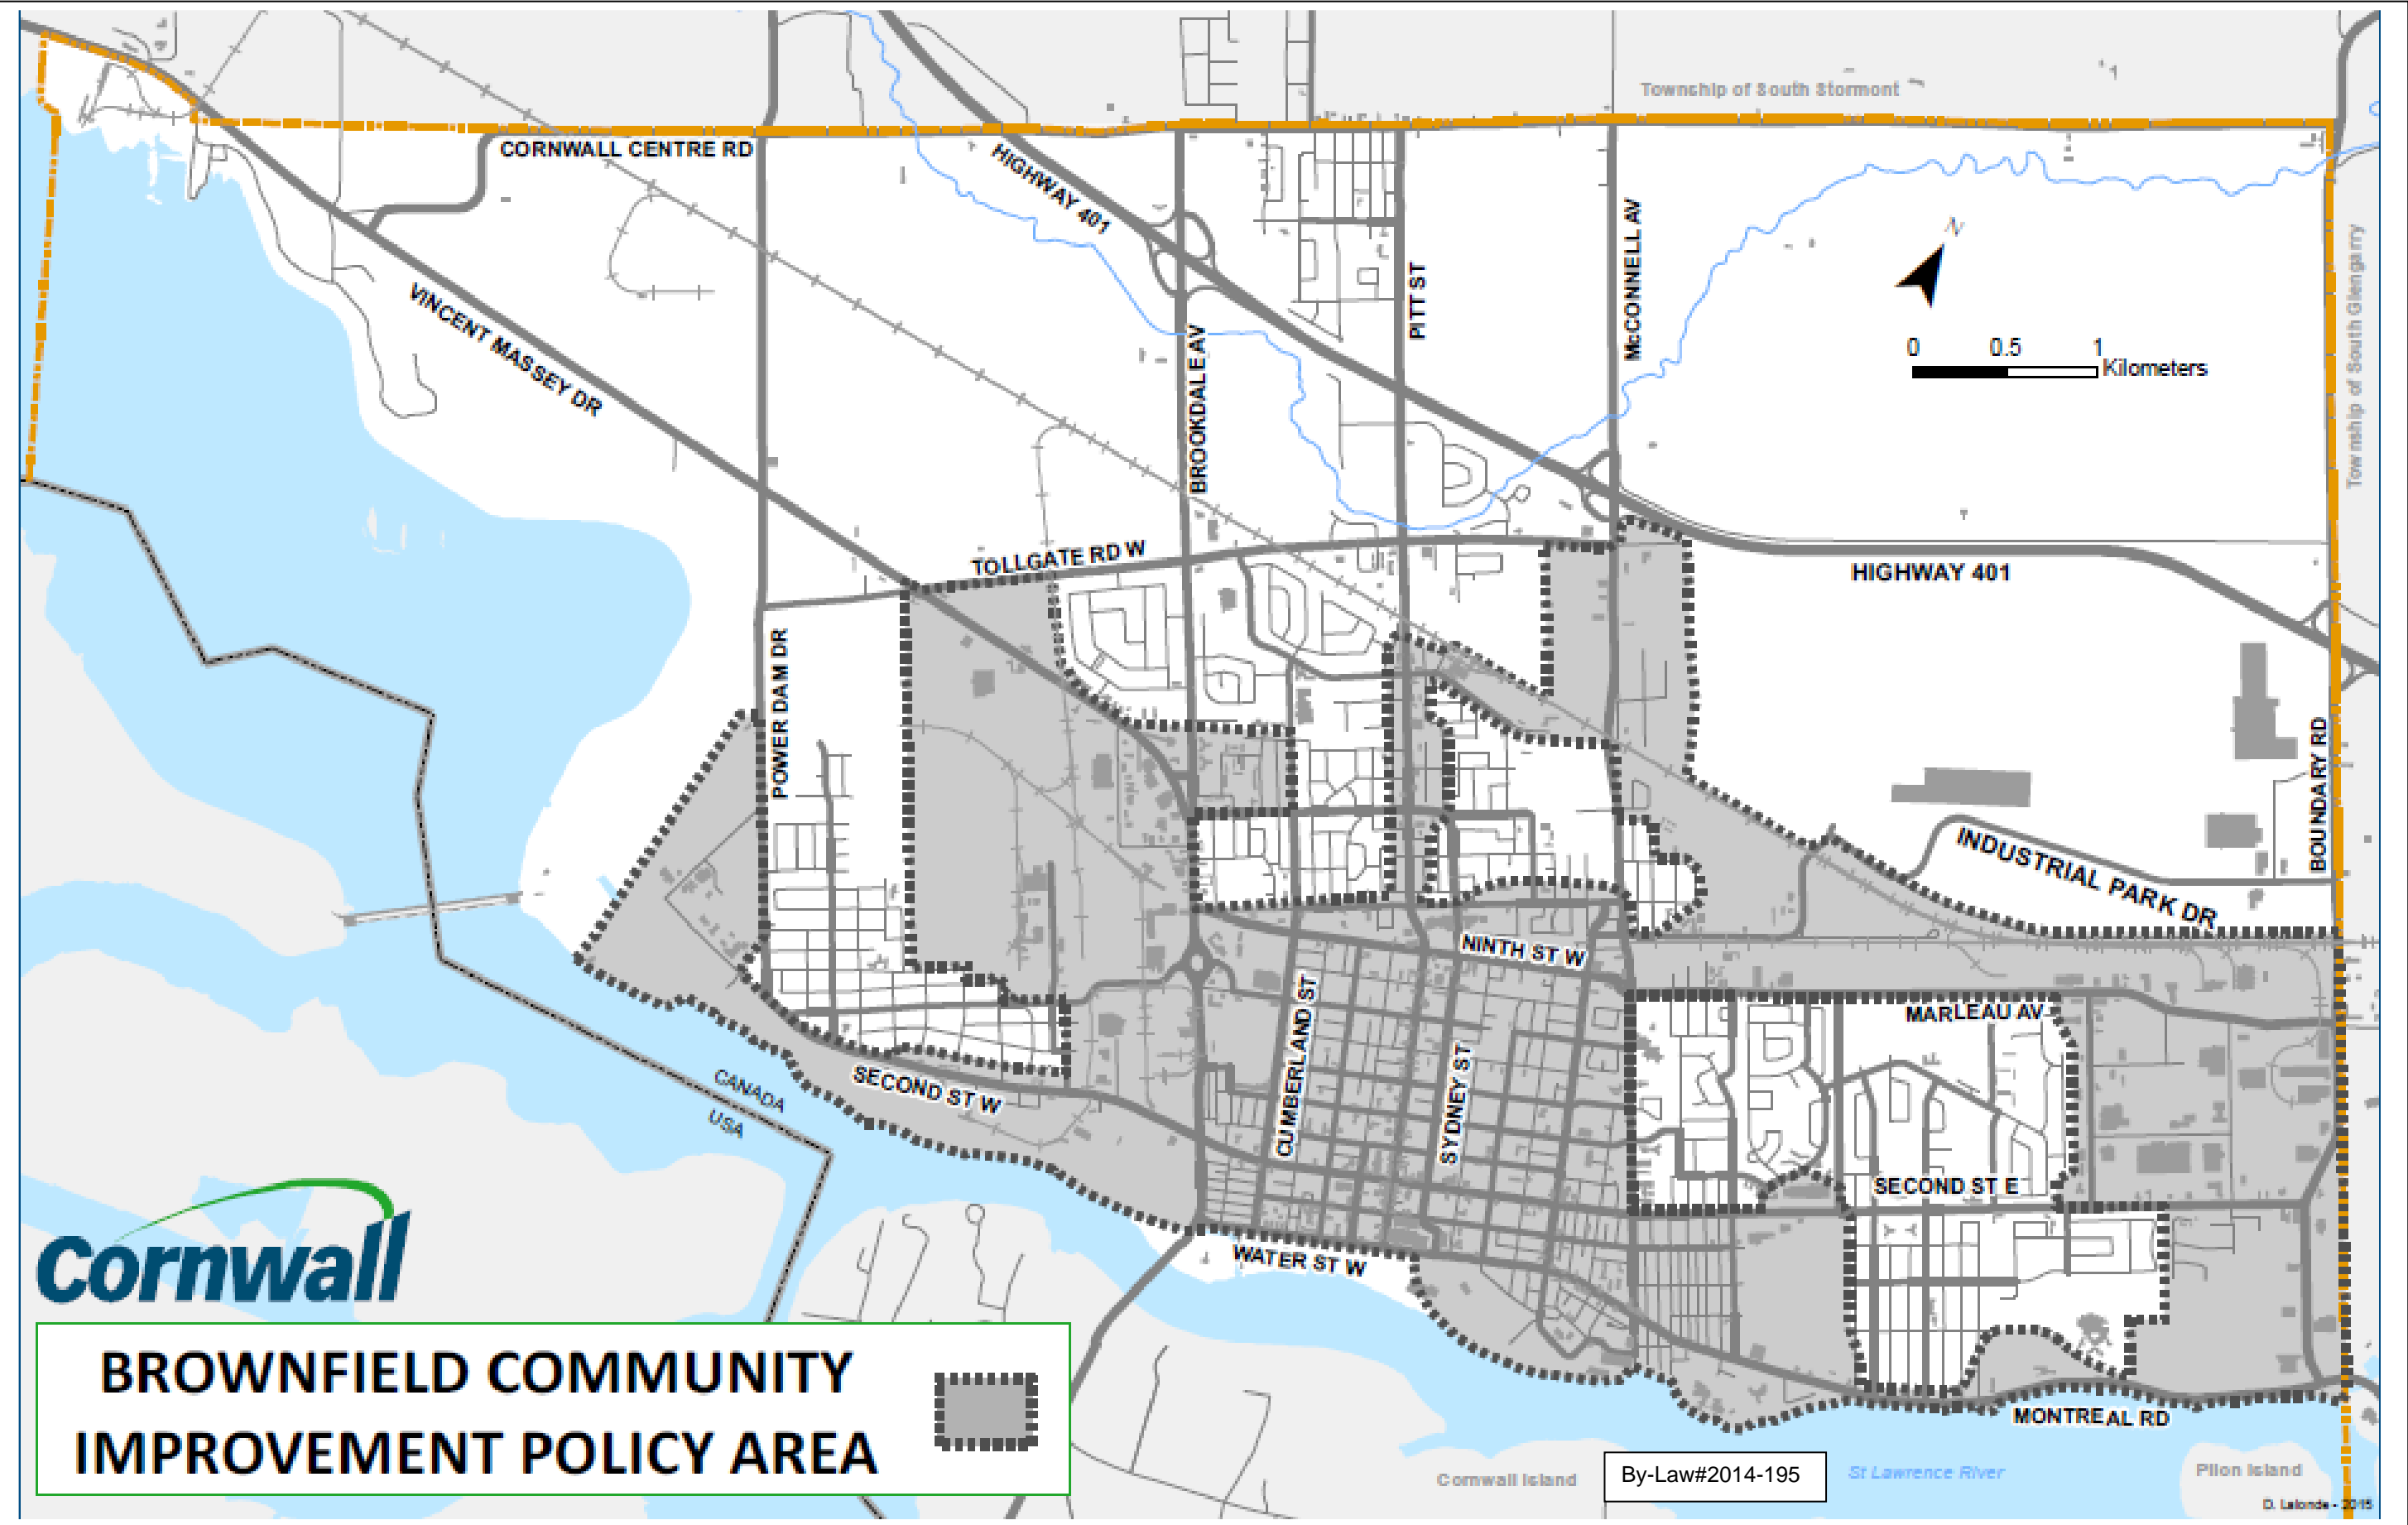 Township of South Stormont
CORNWALL CENTRE RD
HIGHWAY 401
N
McCONNELL AV
PITT ST
Township of South Glengarry
VINCENT MASSEY DR
BROOKDALE AV
0 0.5 1
Kilometers
TOLLGATE RD W
HIGHWAY 401
POWER DAM DR
BOUNDARY RD
INDUSTRIAL PARK DR
NINTH ST W
CUMBERLAND ST
MARLEAU AV
SYDNEY ST
SECOND ST W
CANADA
USA
SECOND ST E
Cornwall
WATER ST W
BROWNFIELD COMMUNITY
IMPROVEMENT POLICY AREA
MONTREAL RD
Cornwall Island
By-Law#2014-195
St Lawrence River
Pilon Island
D. Lalonde - 2015